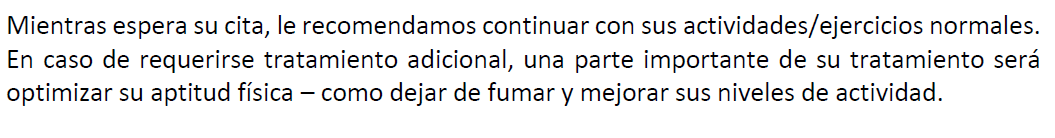 Mientras espera su cita, le recomendamos continuar con sus actividades/ejercicios normales.
En caso de requerirse tratamiento adicional, una parte importante de su tratamiento será
optimizar su aptitud física – como dejar de fumar y mejorar sus niveles de actividad.